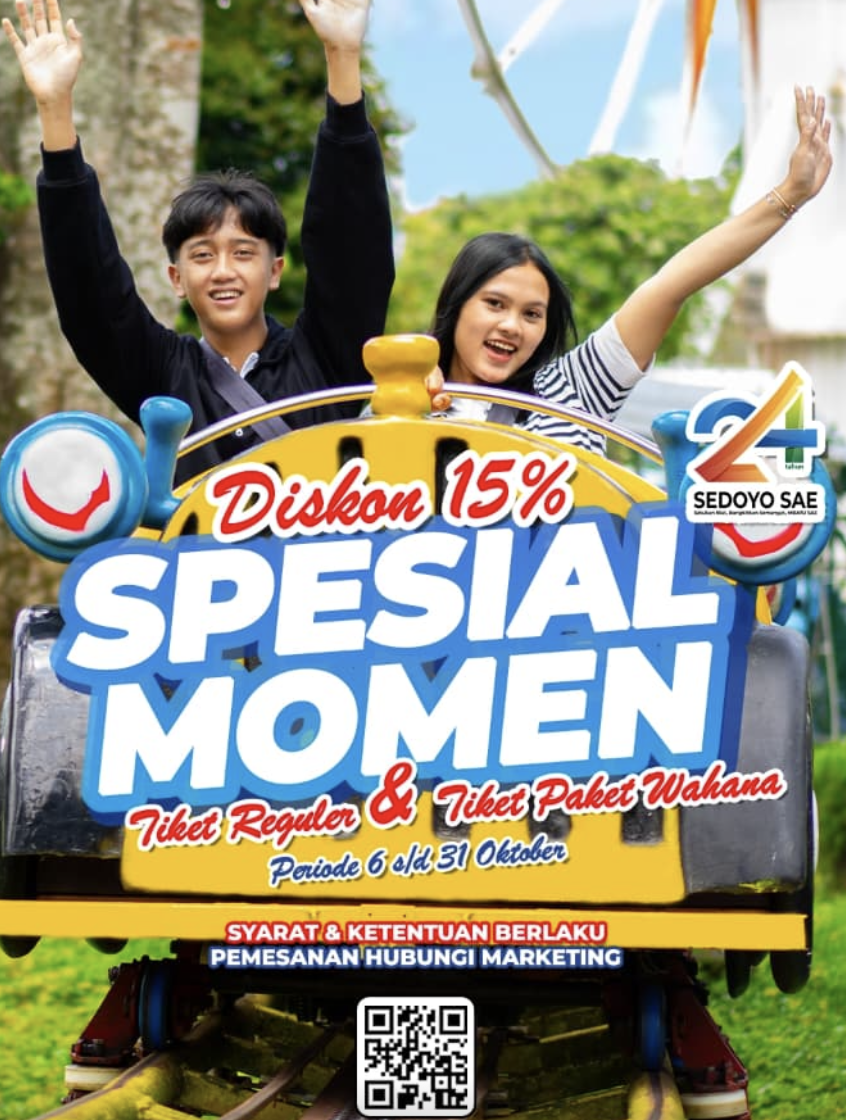 Diskon 15%
24
tahun
SEDOYO SAE
SPESIAL
MOMEN
Tiket Reguler & Tiket Paket Wahana
Periode 6 s/d 31 Oktober
SYARAT & KETENTUAN BERLAKU
PEMESANAN HUBUNGI MARKETING